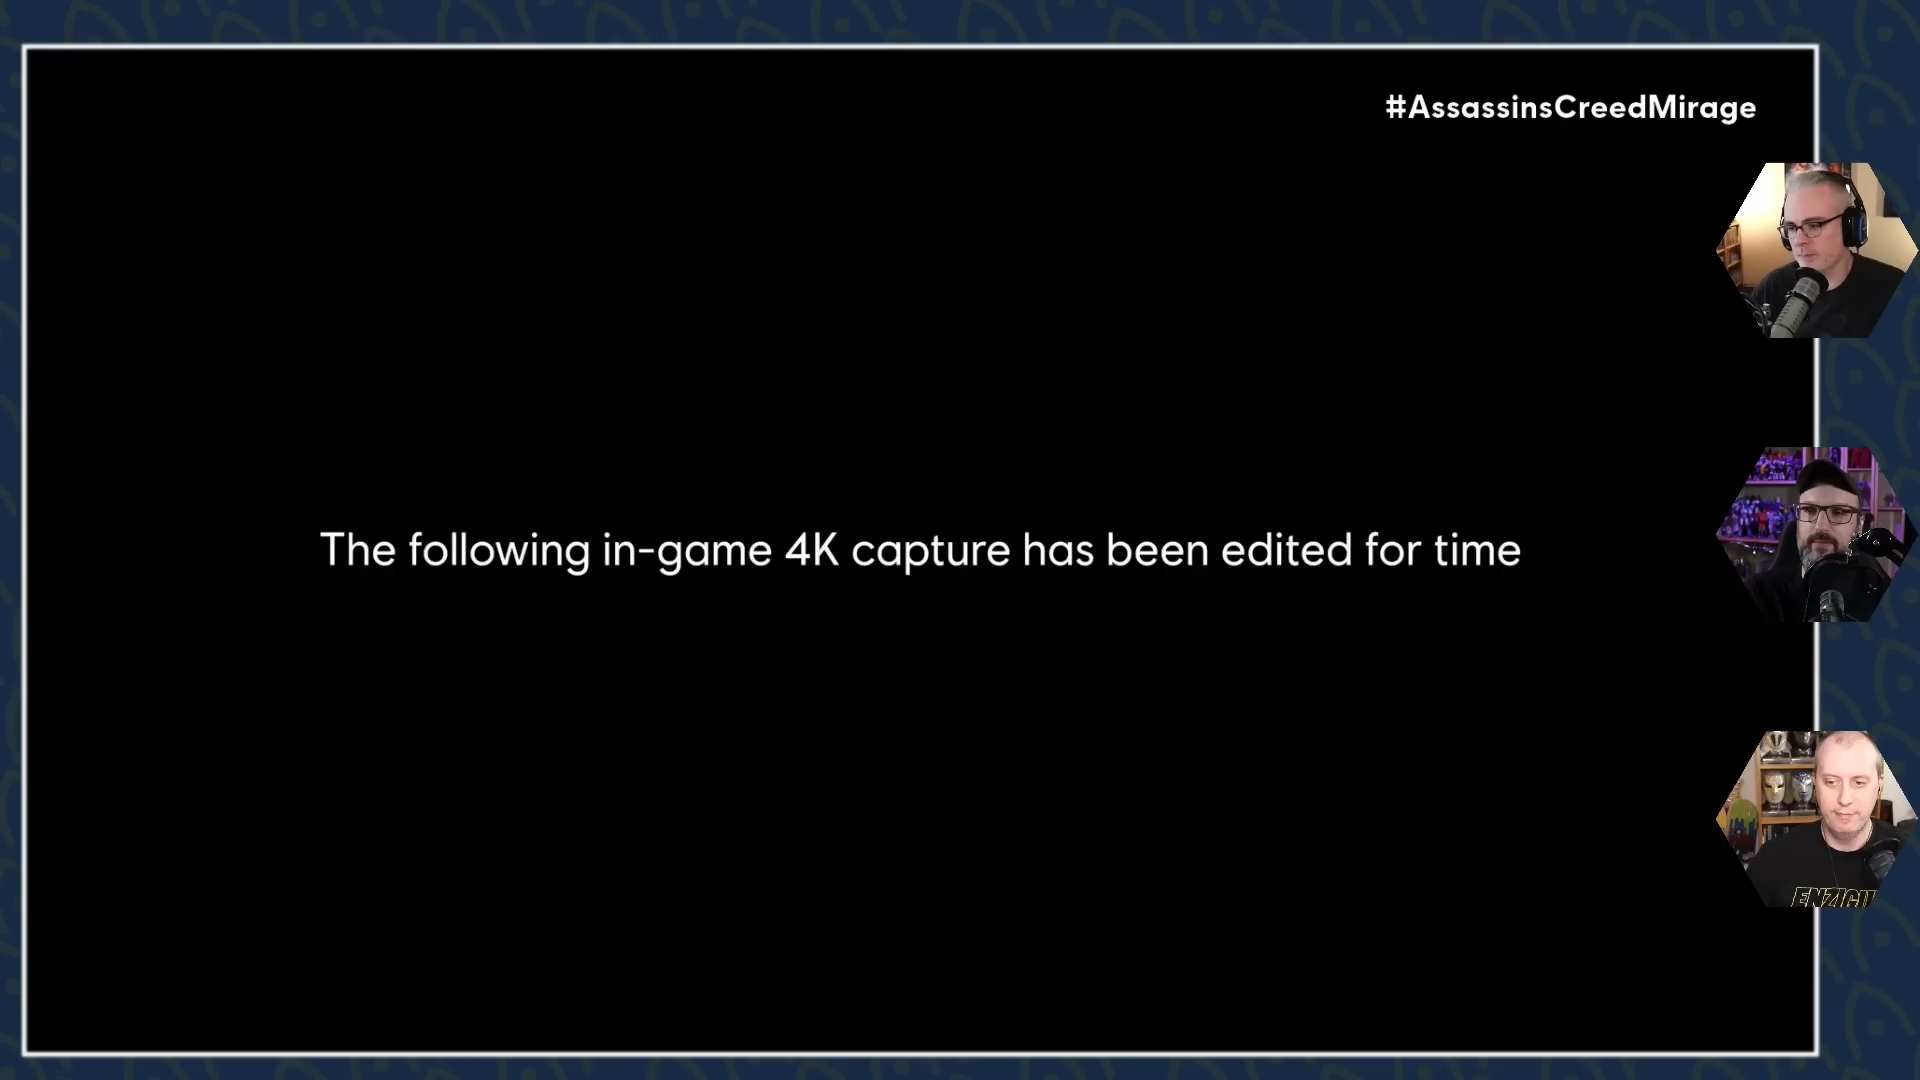 #AssassinsCreedMirage
The following in-game 4K capture has been edited for time